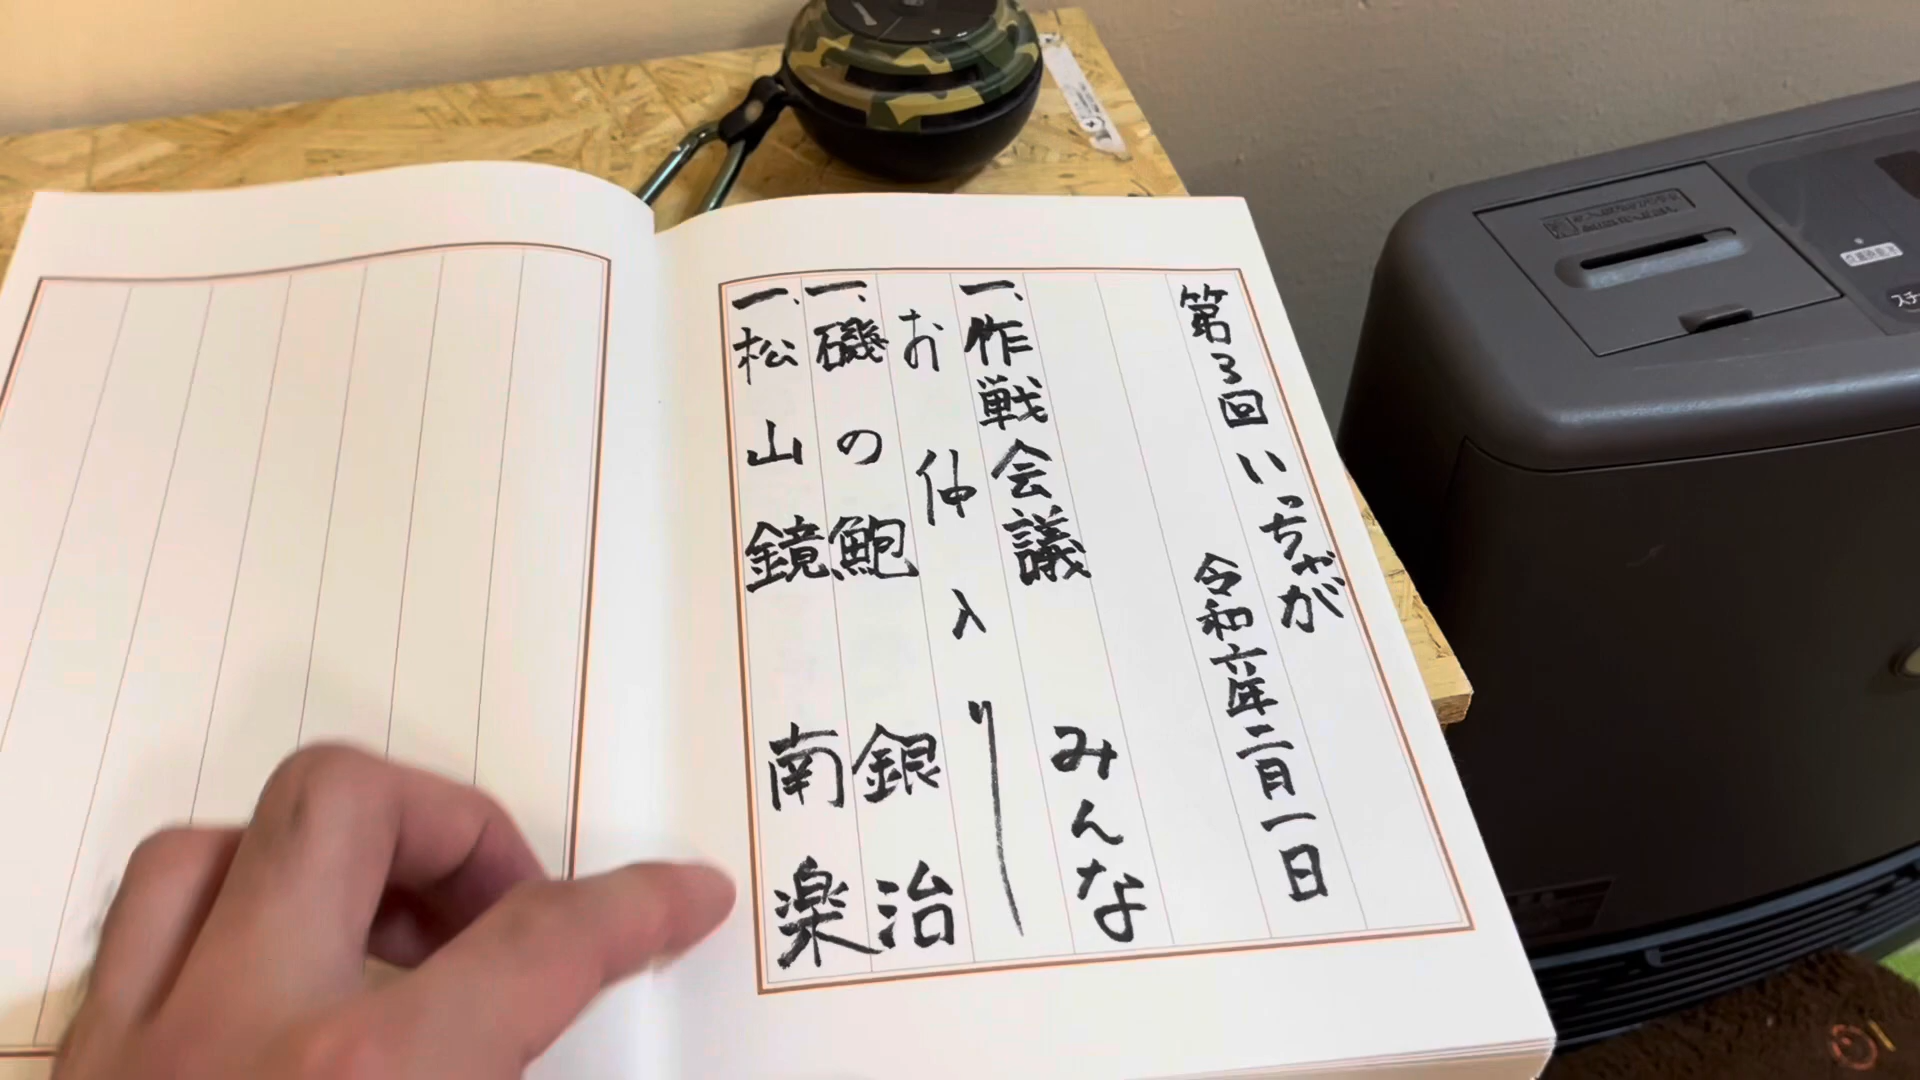 第3回 いっちゃが
令和六年二月一日
一、作戦会議 みんな
お仲入り
一、磯の鮑 銀治
一、松山鏡 南楽